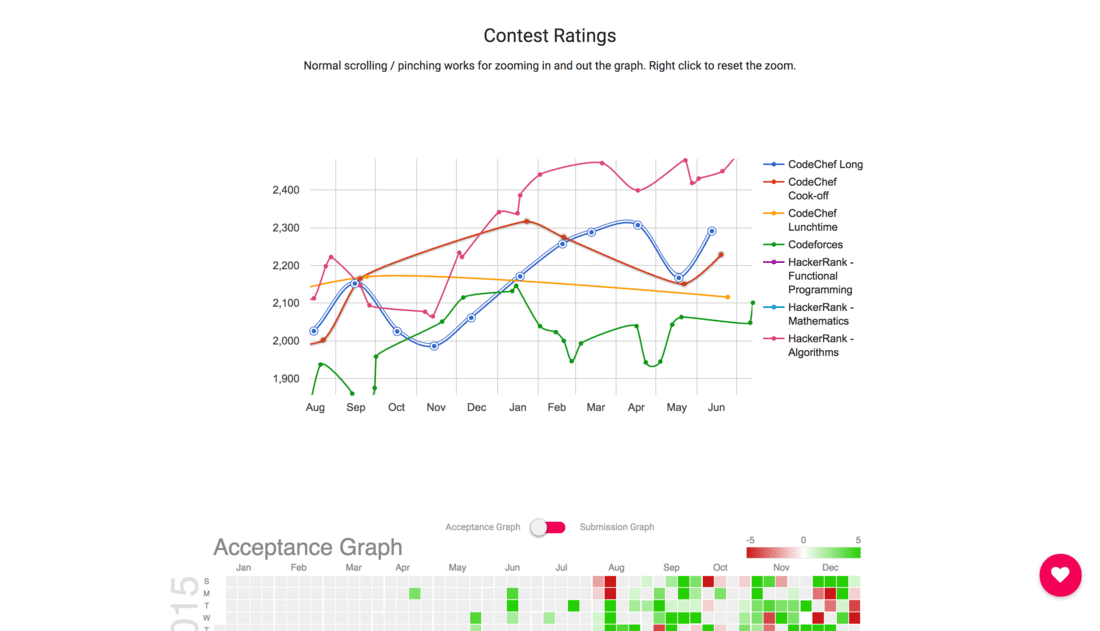 Contest Ratings
Normal scrolling / pinching works for zooming in and out the graph. Right click to reset the zoom.
2,400
2,300
2,200
2,100
2,000
1,900
Aug Sep Oct Nov Dec Jan Feb Mar Apr May Jun
CodeChef Long
CodeChef
Cook-off
CodeChef
Lunchtime
Codeforces
HackerRank -
Functional
Programming
HackerRank -
Mathematics
HackerRank -
Algorithms
Acceptance Graph Submission Graph
Acceptance Graph
-5 0 5
Jan Feb Mar Apr May Jun Jul Aug Sep Oct Nov Dec
S
M
T
W